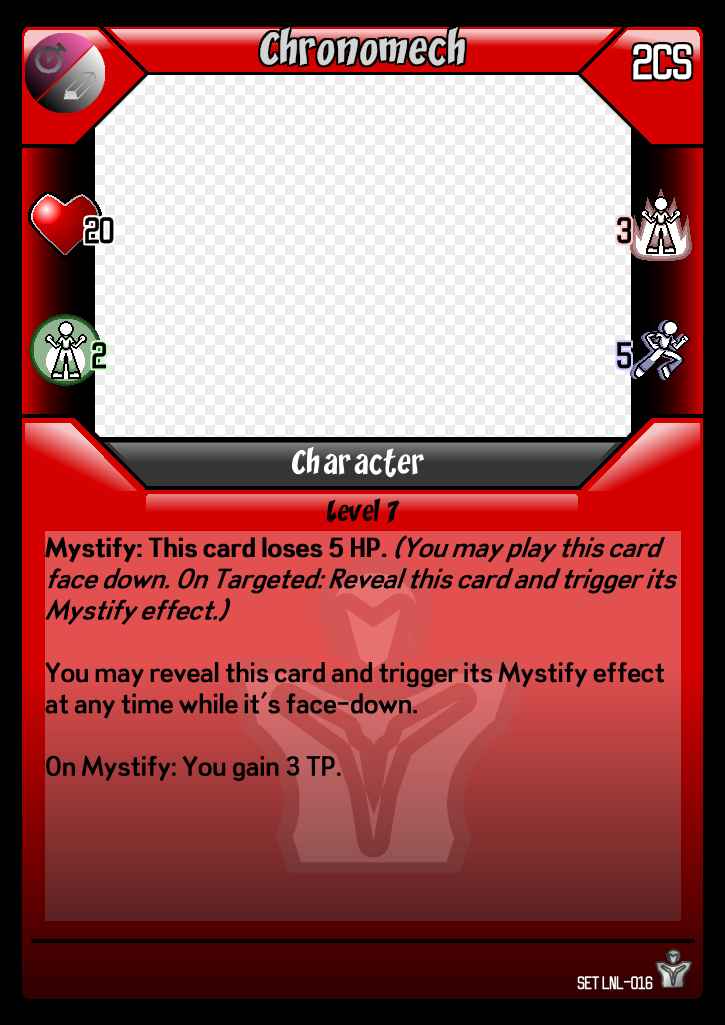 Chronomech
2CS
20
3
2
5
Character
Level 7
Mystify: This card loses 5 HP. (You may play this card
face down. On Targeted: Reveal this card and trigger its
Mystify effect.)
You may reveal this card and trigger its Mystify effect
at any time while it's face-down.
On Mystify: You gain 3 TP.
SET LNL-016